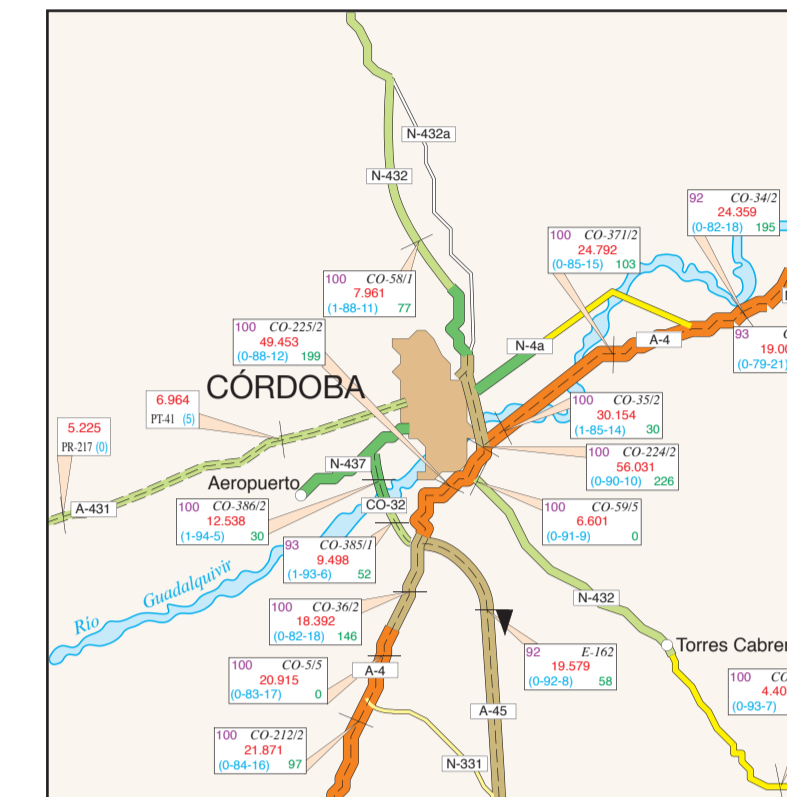 N-432a
N-432
92 CO-34/2
24.359
(0-82-18) 195
100 CO-371/2
24.792
(0-85-15) 103
100 CO-58/1
7.961
(1-88-11) 77
100 CO-225/2
49.453
(0-88-12) 199
N-4a
A-4
93
19.00
(0-79-21)
CÓRDOBA
6.964
PT-41 (5)
100 CO-35/2
30.154
(1-85-14) 30
5.225
PR-217 (0)
100 CO-224/2
56.031
(0-90-10) 226
N-437
Aeropuerto
A-431
CO-32
100 CO-386/2
12.538
(1-94-5) 30
100 CO-59/5
6.601
(0-91-9) 0
93 CO-385/1
9.498
(1-93-6) 52
Río Guadalquivir
N-432
100 CO-36/2
18.392
(0-82-18) 146
Torres Cabrer
92 E-162
19.579
(0-92-8) 58
100 CO-5/5
20.915
(0-83-17) 0
A-4
100 CO
4.40
(0-93-7)
A-45
100 CO-212/2
21.871
(0-84-16) 97
N-331